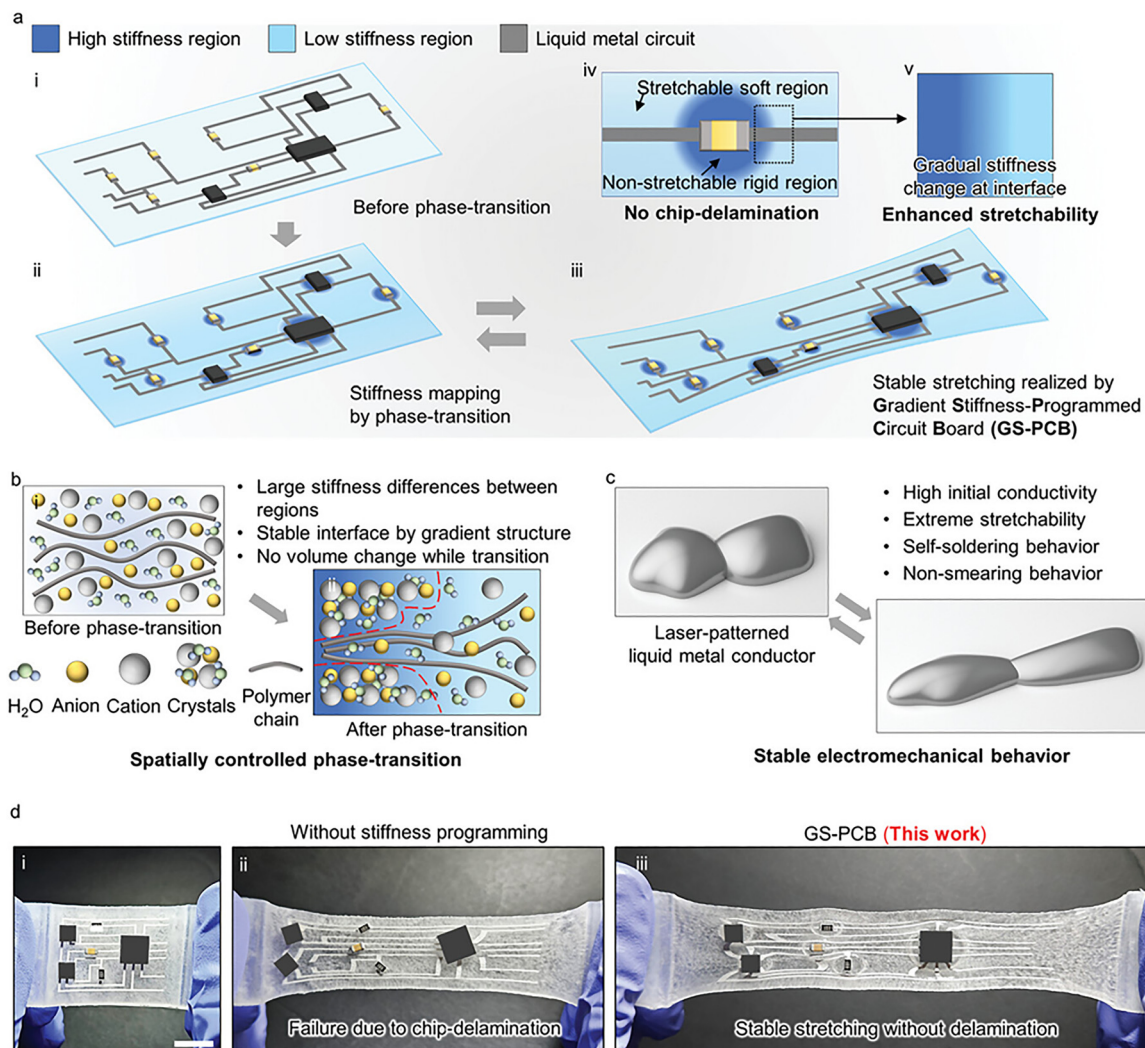 a
High stiffness region
Low stiffness region
Liquid metal circuit
i
Before phase-transition
iv
Stretchable soft region
Non-stretchable rigid region
No chip-delamination
v
Gradual stiffness
change at interface
Enhanced stretchability
ii
Stiffness mapping
by phase-transition
iii
Stable stretching realized by
Gradient Stiffness-Programmed
Circuit Board (GS-PCB)
b
i
Before phase-transition
• Large stiffness differences between
regions
• Stable interface by gradient structure
• No volume change while transition
ii
After phase-transition
H2O
Anion
Cation
Crystals
Polymer
chain
Spatially controlled phase-transition
c
Laser-patterned
liquid metal conductor
• High initial conductivity
• Extreme stretchability
• Self-soldering behavior
• Non-smearing behavior
Stable electromechanical behavior
d
Without stiffness programming
GS-PCB (This work)
i
ii
Failure due to chip-delamination
iii
Stable stretching without delamination